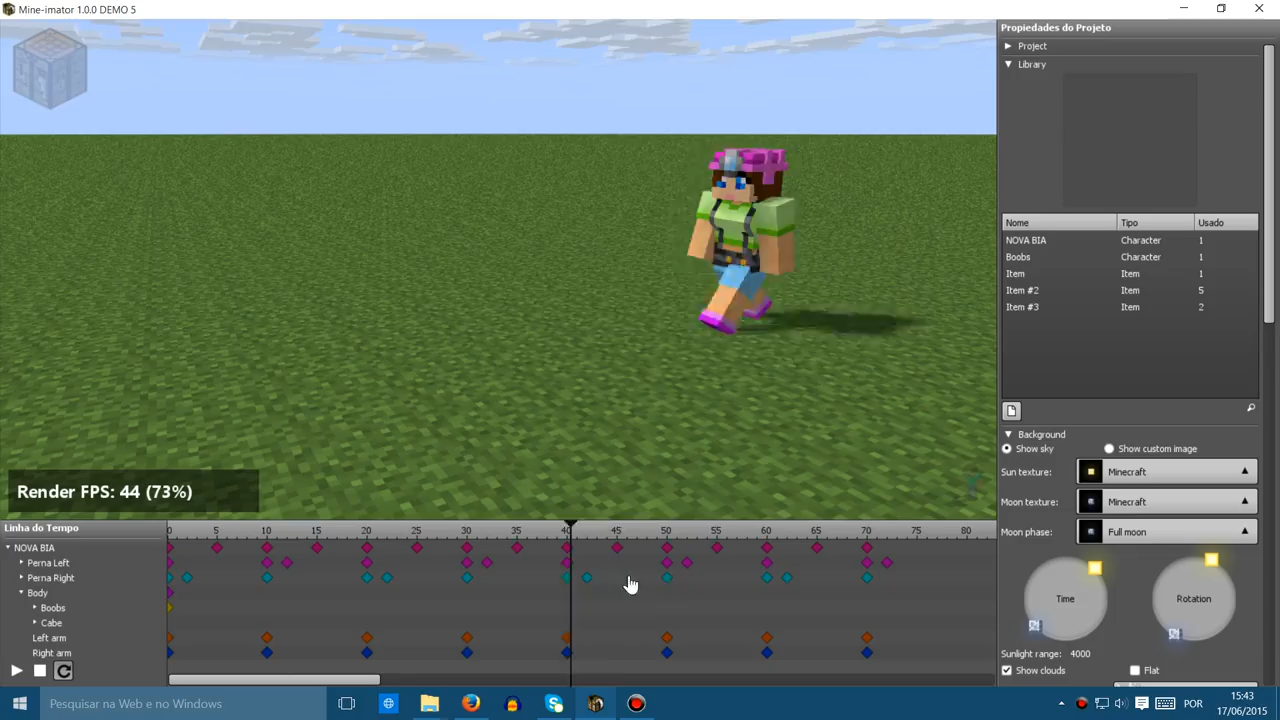 Mine-imator 1.0.0 DEMO 5
Propiedades do Projeto
Project
Library
Nome Tipo Usado
NOVA BIA Character 1
Boobs Character 1
Item Item 1
Item #2 Item 5
Item #3 Item 2
Background
Show sky Show custom image
Sun texture: Minecraft
Moon texture: Minecraft
Moon phase: Full moon
Time Rotation
Sunlight range: 4000
Show clouds Flat
Render FPS: 44 (73%)
Linha do Tempo
0 5 10 15 20 25 30 35 40 45 50 55 60 65 70 75 80
NOVA BIA
Perna Left
Perna Right
Body
Boobs
Cabe
Left arm
Right arm
Pesquisar na Web e no Windows
POR
15:43
17/06/2015